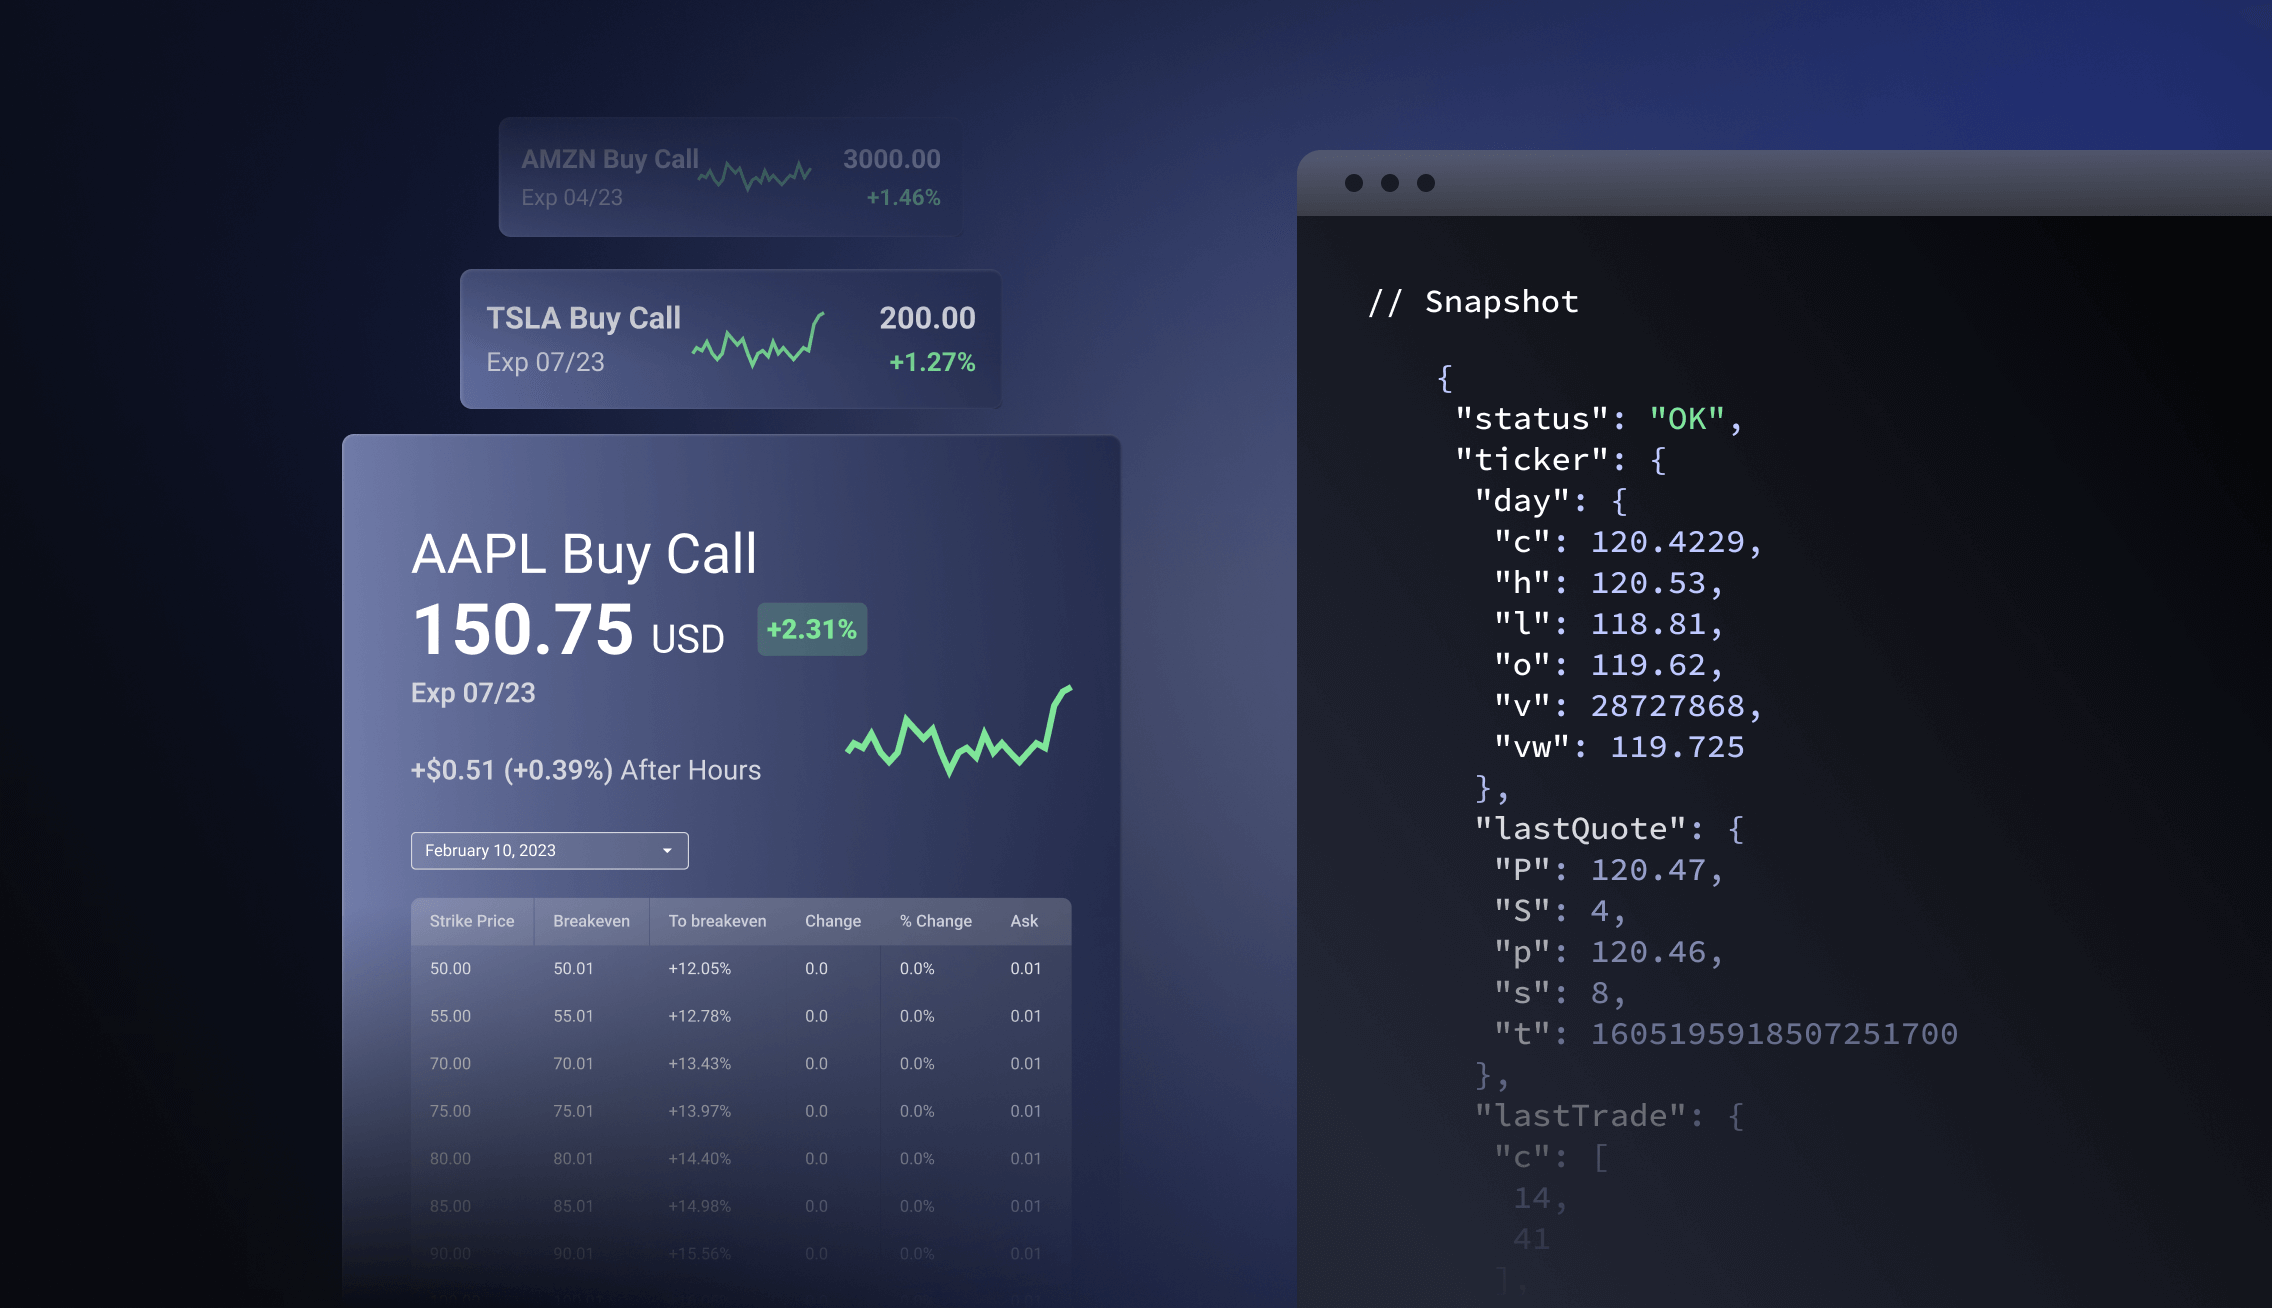 AMZN Buy Call 3000.00
Exp 04/23 +1.46%
TSLA Buy Call 200.00
Exp 07/23 +1.27%
AAPL Buy Call
150.75 USD +2.31%
Exp 07/23
+$0.51 (+0.39%) After Hours
February 10, 2023
Strike Price Breakeven To breakeven Change % Change Ask
50.00 50.01 +12.05% 0.0 0.0% 0.01
55.00 55.01 +12.78% 0.0 0.0% 0.01
70.00 70.01 +13.43% 0.0 0.0% 0.01
75.00 75.01 +13.97% 0.0 0.0% 0.01
80.00 80.01 +14.40% 0.0 0.0% 0.01
85.00 85.01 +14.98% 0.0 0.0% 0.01
90.00 90.01 +15.56% 0.0 0.0% 0.01
// Snapshot
{
"status": "OK",
"ticker": {
"day": {
"c": 120.4229,
"h": 120.53,
"l": 118.81,
"o": 119.62,
"v": 28727868,
"vw": 119.725
},
"lastQuote": {
"P": 120.47,
"S": 4,
"p": 120.46,
"s": 8,
"t": 1605195918507251700
},
"lastTrade": {
"c": [
14,
41
],